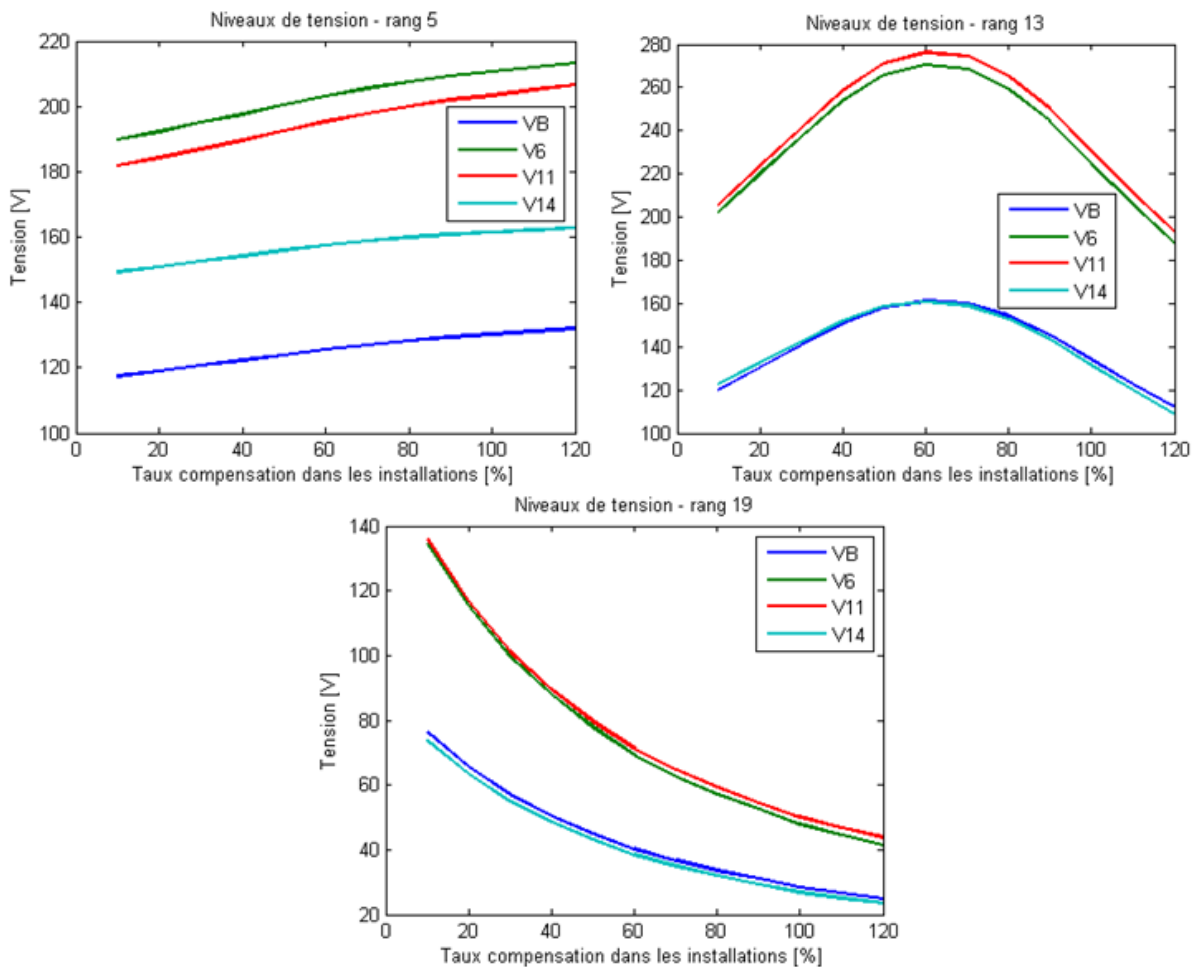 Niveaux de tension - rang 5
220
200
180
160
140
120
100
Tension [V]
VB
V6
V11
V14
0 20 40 60 80 100 120
Taux compensation dans les installations [%]
Niveaux de tension - rang 13
280
260
240
220
200
180
160
140
120
100
Tension [V]
VB
V6
V11
V14
0 20 40 60 80 100 120
Taux compensation dans les installations [%]
Niveaux de tension - rang 19
140
120
100
80
60
40
20
Tension [V]
VB
V6
V11
V14
0 20 40 60 80 100 120
Taux compensation dans les installations [%]